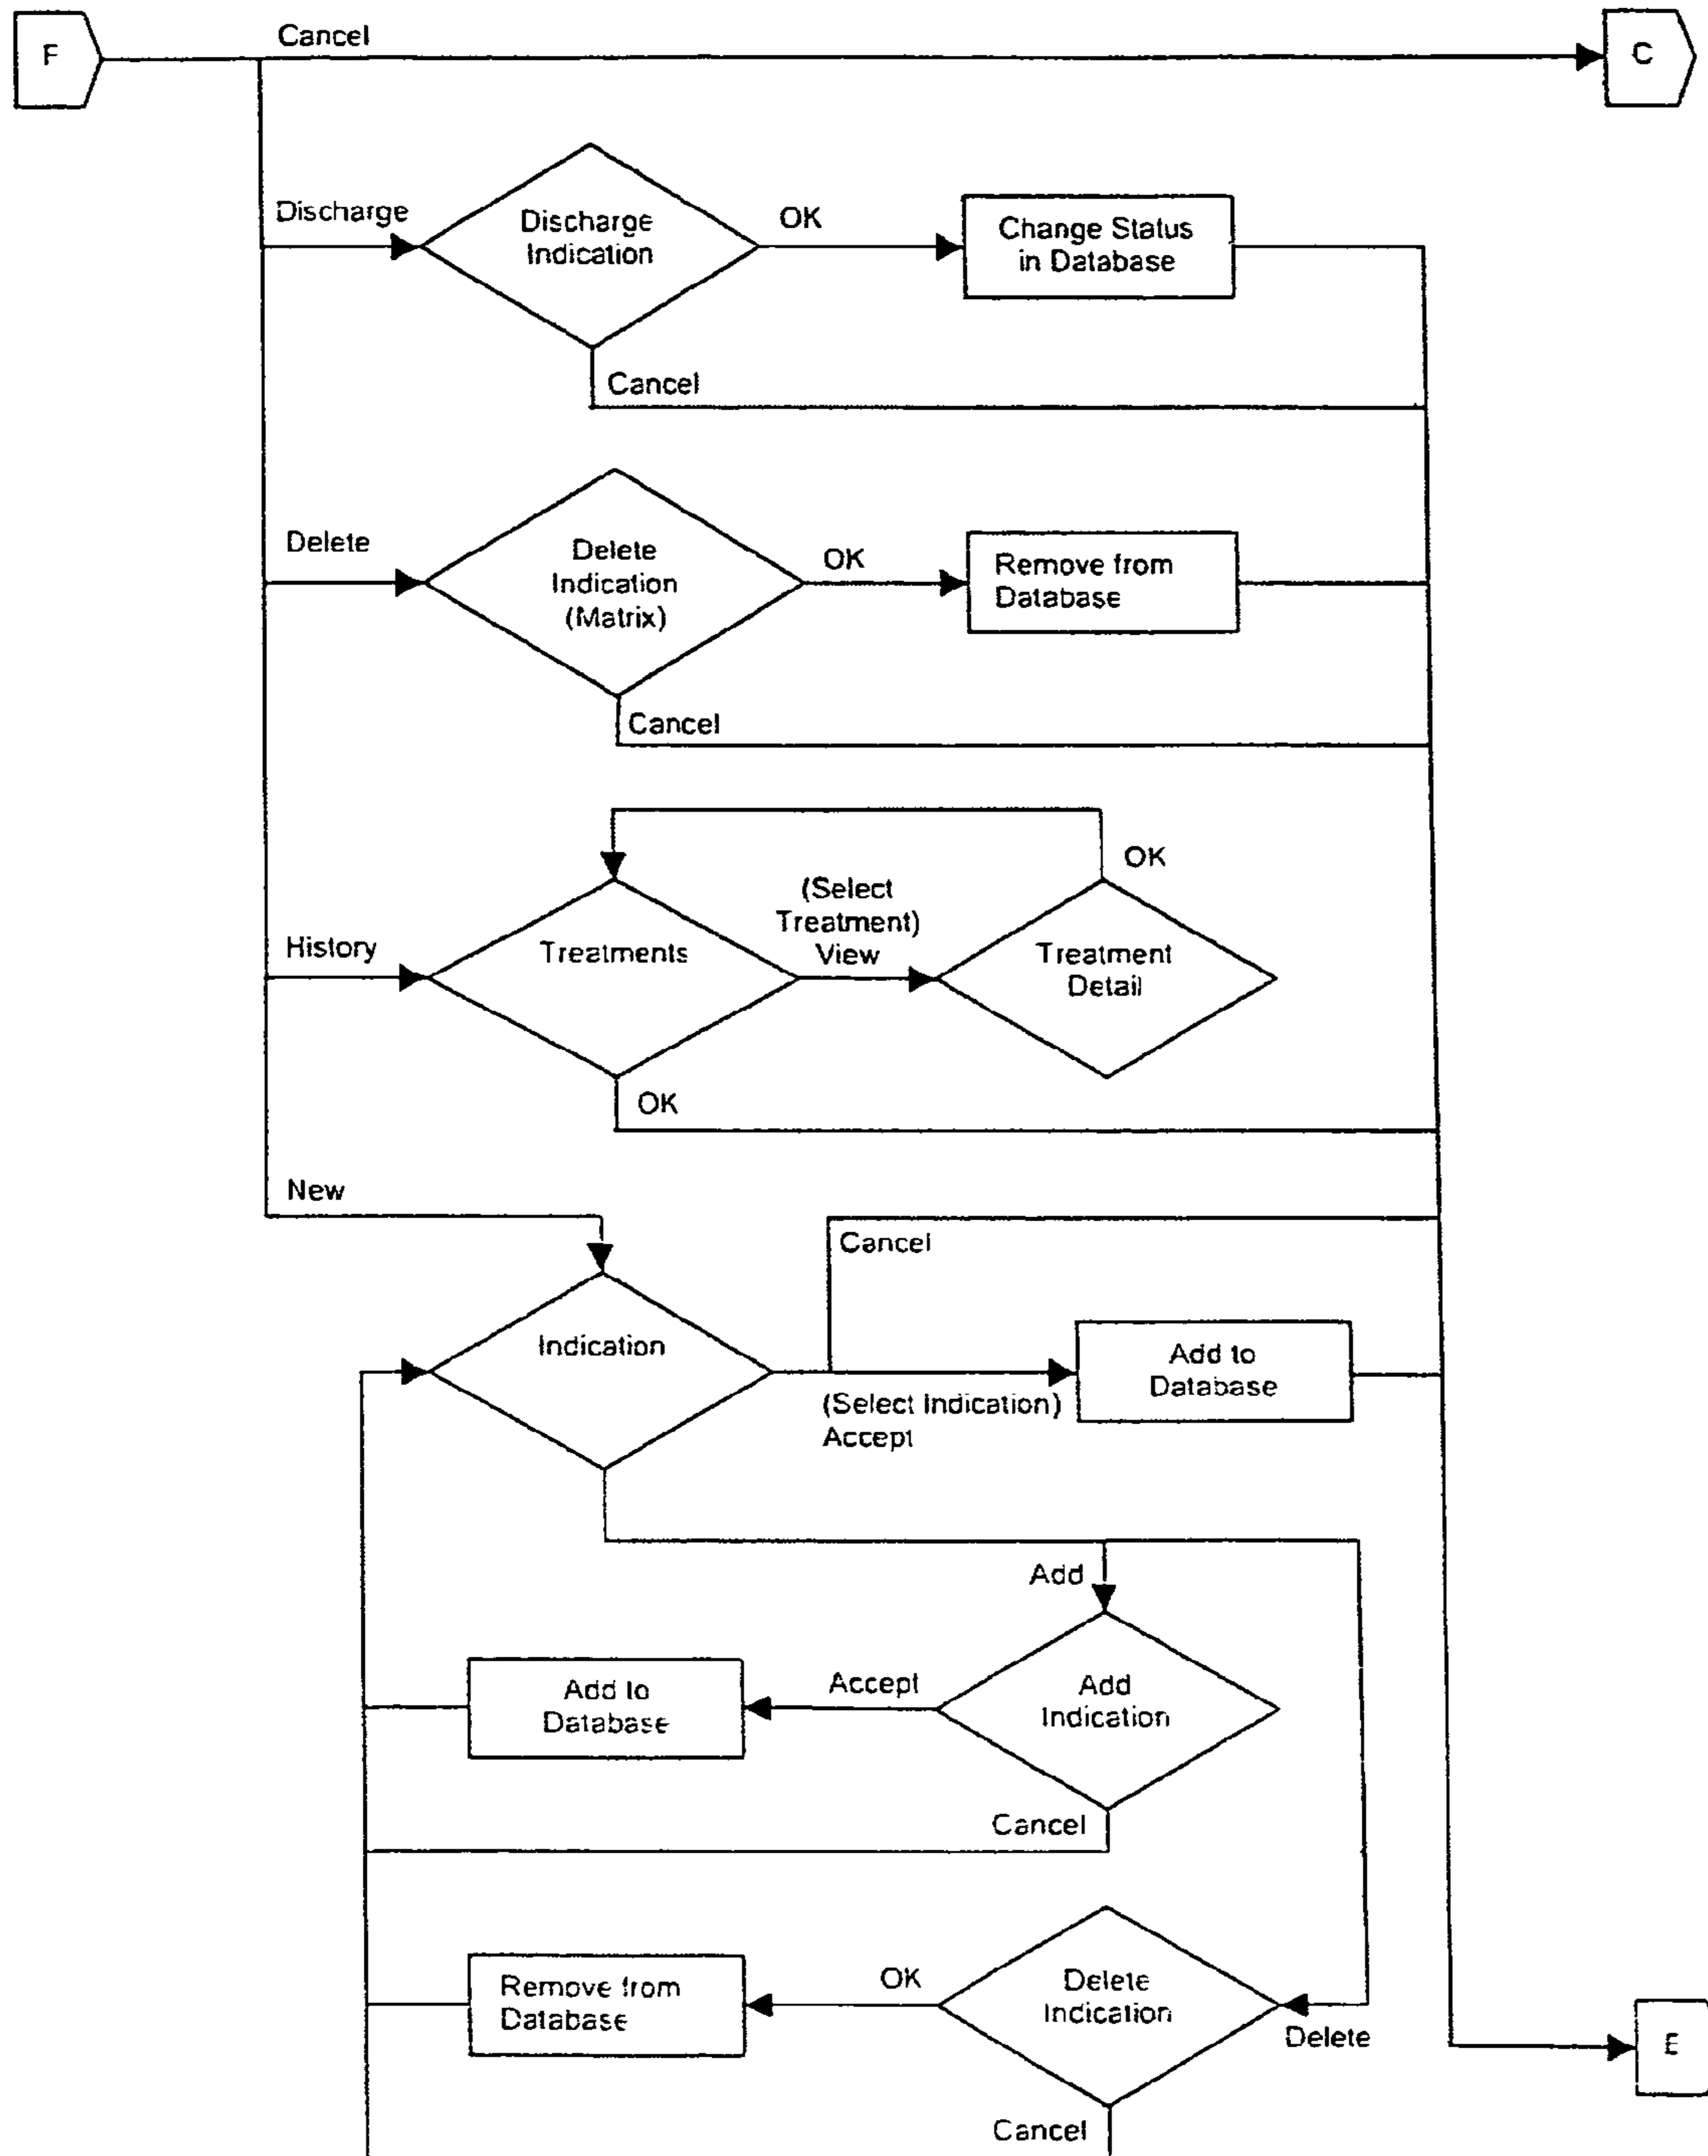 F
Cancel
C
Discharge
Discharge
Indication
OK
Change Status
in Database
Cancel
Delete
Delete
Indication
(Matrix)
OK
Remove from
Database
Cancel
History
Treatments
(Select
Treatment)
View
OK
Treatment
Detail
OK
New
Cancel
Indication
(Select Indication)
Accept
Add to
Database
Add
Add to
Database
Accept
Add
Indication
Cancel
Remove from
Database
OK
Delete
Indication
Delete
E
Cancel